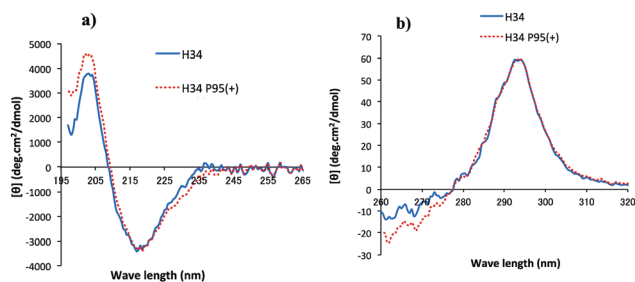 a)
5000
4000
3000
2000
1000
0
-1000
-2000
-3000
-4000
195 205 215 225 235 245 255 265
[θ] (deg.cm²/dmol)
Wave length (nm)
H34
H34 P95(+)
b)
70
60
50
40
30
20
10
0
-10
-20
-30
260 270 280 290 300 310 320
[θ] (deg.cm²/dmol)
Wave length (nm)
H34
H34 P95(+)